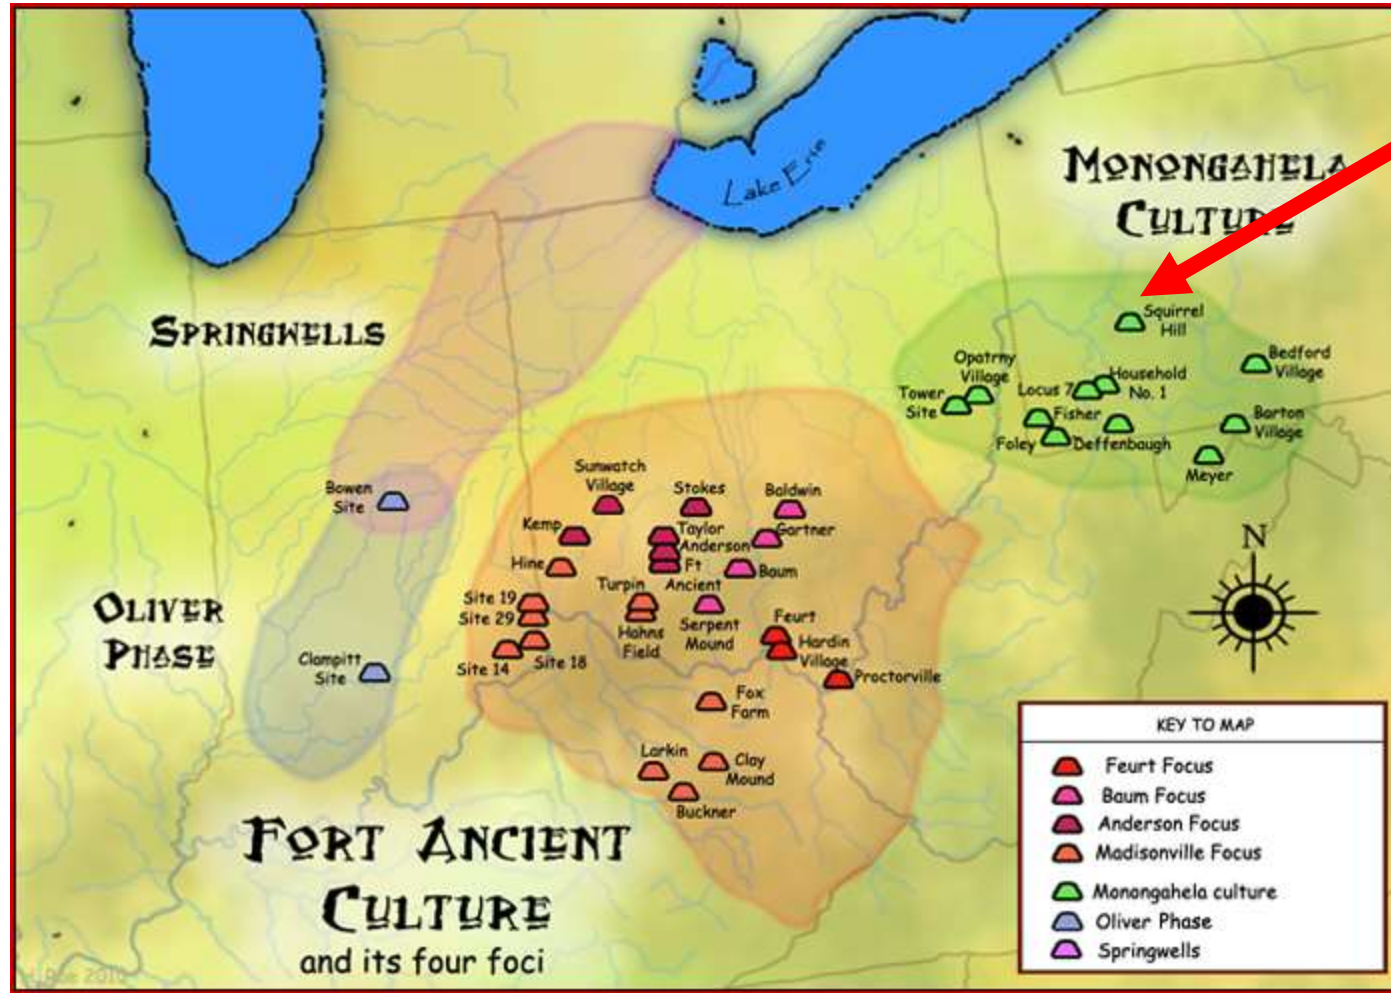 Lake Erie
MONONGAHELA
CULTURE
SPRINGWELLS
Squirrel
Hill
Opatrny
Village
Bedford
Village
Tower
Site
Locus 7
Household
No. 1
Fisher
Barton
Village
Foley
Deffenbaugh
Meyer
Sunwatch
Village
Stokes
Baldwin
Bowen
Site
Kemp
Taylor
Gartner
Anderson
Hine
Ft
Ancient
Baum
Turpin
Site 19
Site 29
Hahns
Field
Serpent
Mound
Feurt
Hardin
Village
OLIVER
PHASE
Clampitt
Site
Site 14
Site 18
Proctorville
Fox
Farm
Larkin
Clay
Mound
Buckner
N
FORT ANCIENT
CULTURE
and its four foci
KEY TO MAP
Feurt Focus
Baum Focus
Anderson Focus
Madisonville Focus
Monongahela culture
Oliver Phase
Springwells